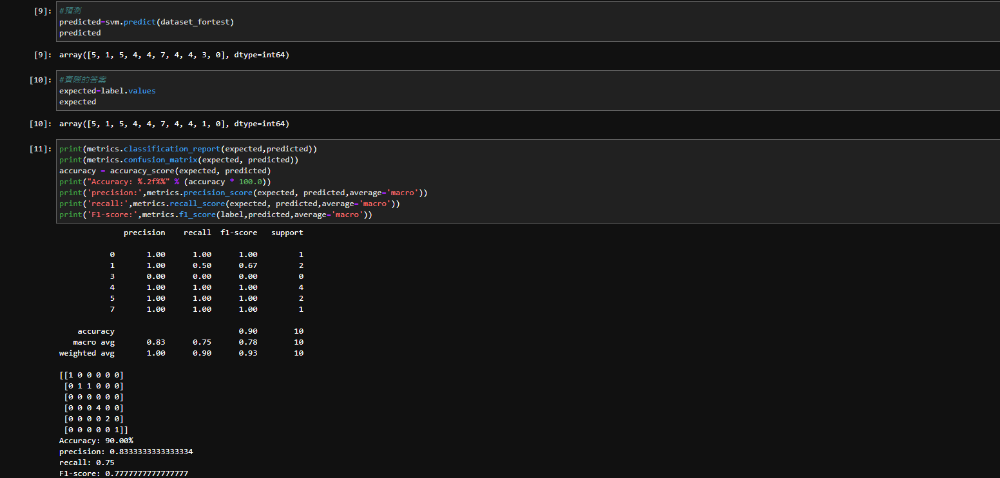 [9]: #預測
predicted=svm.predict(dataset_fortest)
predicted
[9]: array([5, 1, 5, 4, 4, 7, 4, 4, 3, 0], dtype=int64)
[10]: #實際的答案
expected=label.values
expected
[10]: array([5, 1, 5, 4, 4, 7, 4, 4, 1, 0], dtype=int64)
[11]: print(metrics.classification_report(expected,predicted))
print(metrics.confusion_matrix(expected, predicted))
accuracy = accuracy_score(expected, predicted)
print("Accuracy: %.2f%%" % (accuracy * 100.0))
print('precision:',metrics.precision_score(expected, predicted,average='macro'))
print('recall:',metrics.recall_score(expected, predicted,average='macro'))
print('F1-score:',metrics.f1_score(label,predicted,average='macro'))
precision recall f1-score support
0 1.00 1.00 1.00 1
1 1.00 0.50 0.67 2
3 0.00 0.00 0.00 0
4 1.00 1.00 1.00 4
5 1.00 1.00 1.00 2
7 1.00 1.00 1.00 1
accuracy 0.90 10
macro avg 0.83 0.75 0.78 10
weighted avg 1.00 0.90 0.93 10
[[1 0 0 0 0 0]
[0 1 1 0 0 0]
[0 0 0 0 0 0]
[0 0 0 4 0 0]
[0 0 0 0 2 0]
[0 0 0 0 0 1]]
Accuracy: 90.00%
precision: 0.8333333333333334
recall: 0.75
F1-score: 0.7777777777777777